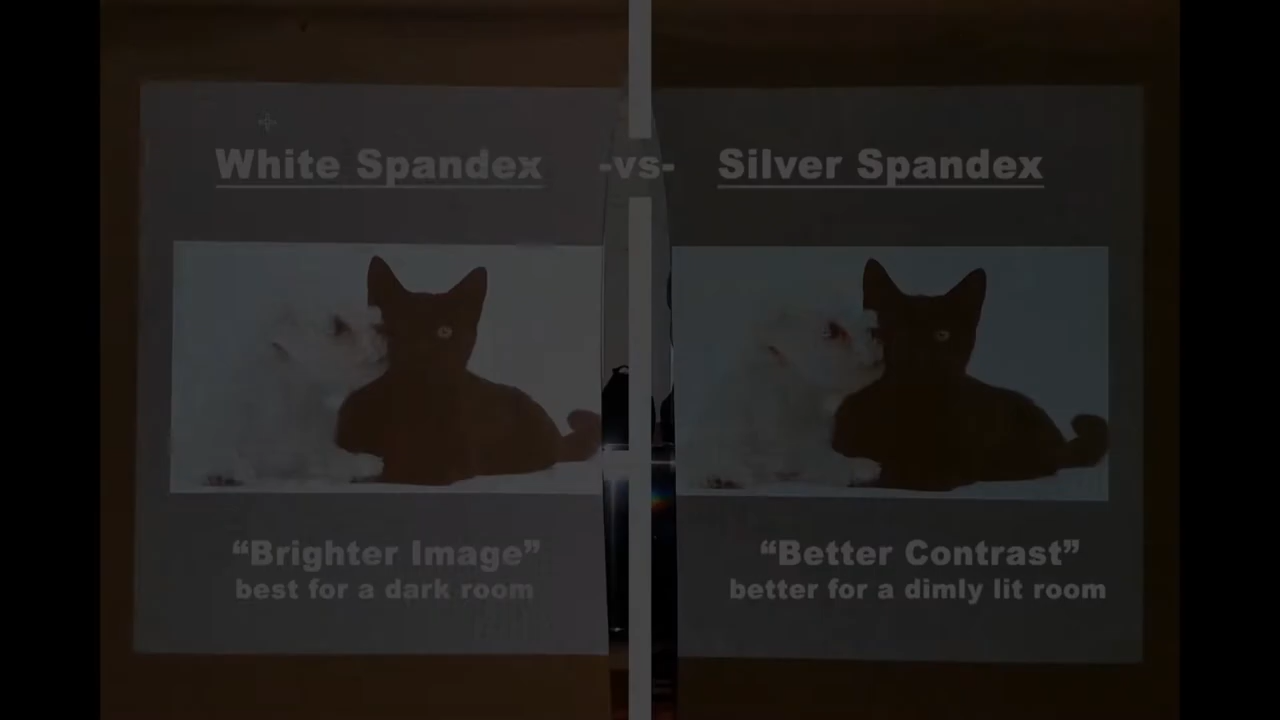 White Spandex -vs- Silver Spandex
“Brighter Image” “Better Contrast”
best for a dark room better for a dimly lit room